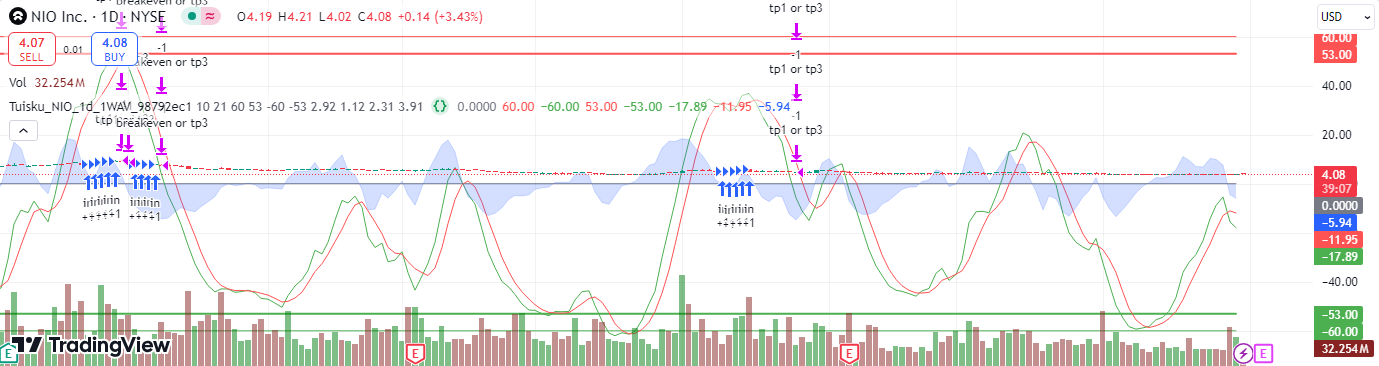 NIO Inc. · 1D · NYSE O4.19 H4.21 L4.02 C4.08 +0.14 (+3.43%)
tp1 or tp3
USD
4.07 SELL
0.01
4.08 BUY
-1
-1
60.00
53.00
breakeven or tp3
tp1 or tp3
Vol 32.254M
40.00
Tuisku_NIO_1d_1WAV_98792ec1 10 21 60 53 -60 -53 2.92 1.12 2.31 3.91 {} 0.0000 60.00 −60.00 53.00 −53.00 −17.89 −11.95 −5.94
-1
breakeven or tp3
tp1 or tp3
20.00
4.08
39:07
0.0000
−5.94
−11.95
−17.89
−40.00
−53.00
−60.00
TradingView
E
E
E
E
32.254M